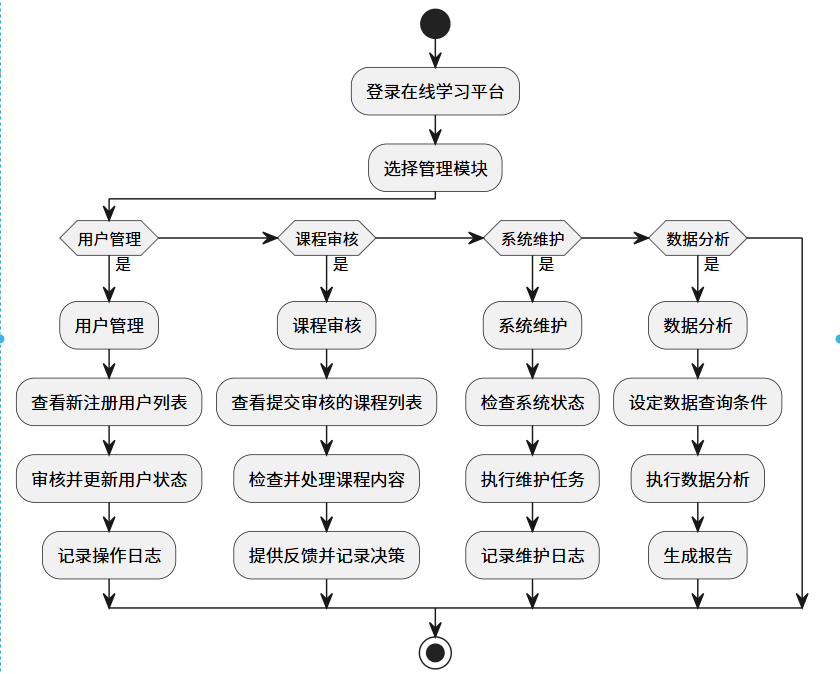 登录在线学习平台
选择管理模块
用户管理
课程审核
系统维护
数据分析
是
是
是
是
用户管理
课程审核
系统维护
数据分析
查看新注册用户列表
查看提交审核的课程列表
检查系统状态
设定数据查询条件
审核并更新用户状态
检查并处理课程内容
执行维护任务
执行数据分析
记录操作日志
提供反馈并记录决策
记录维护日志
生成报告